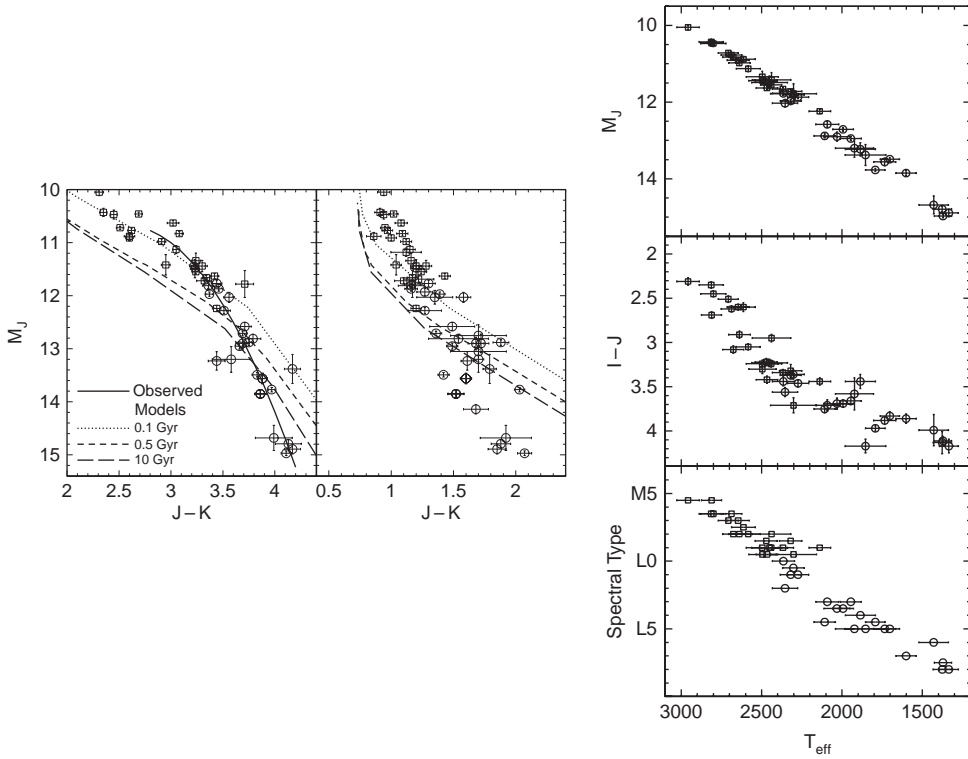 10
11
12
13
14
15
M_J
2
2.5
3
3.5
4
J – K
Observed
Models
0.1 Gyr
0.5 Gyr
10 Gyr
0.5
1
1.5
2
J – K
10
12
14
M_J
2
2.5
3
3.5
4
I – J
M5
L0
L5
Spectral Type
3000
2500
2000
1500
T_eff